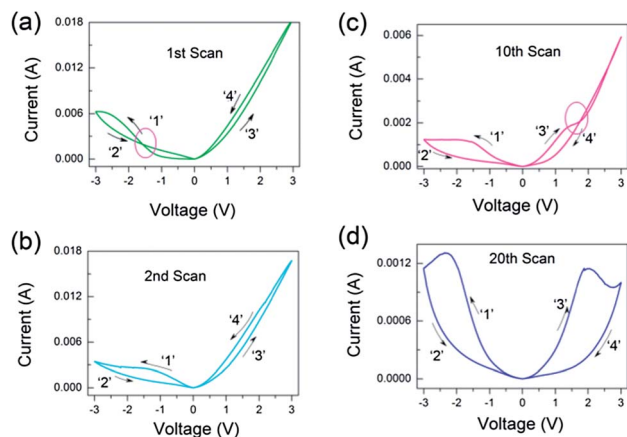 (a)
1st Scan
Current (A)
0.018
0.012
0.006
0.000
'1'
'2'
'4'
'3'
-3 -2 -1 0 1 2 3
Voltage (V)
(c)
10th Scan
Current (A)
0.006
0.004
0.002
0.000
'1'
'2'
'3'
'4'
-3 -2 -1 0 1 2 3
Voltage (V)
(b)
2nd Scan
Current (A)
0.018
0.012
0.006
0.000
'1'
'2'
'4'
'3'
-3 -2 -1 0 1 2 3
Voltage (V)
(d)
20th Scan
Current (A)
0.0012
0.0006
0.0000
'1'
'2'
'3'
'4'
-3 -2 -1 0 1 2 3
Voltage (V)